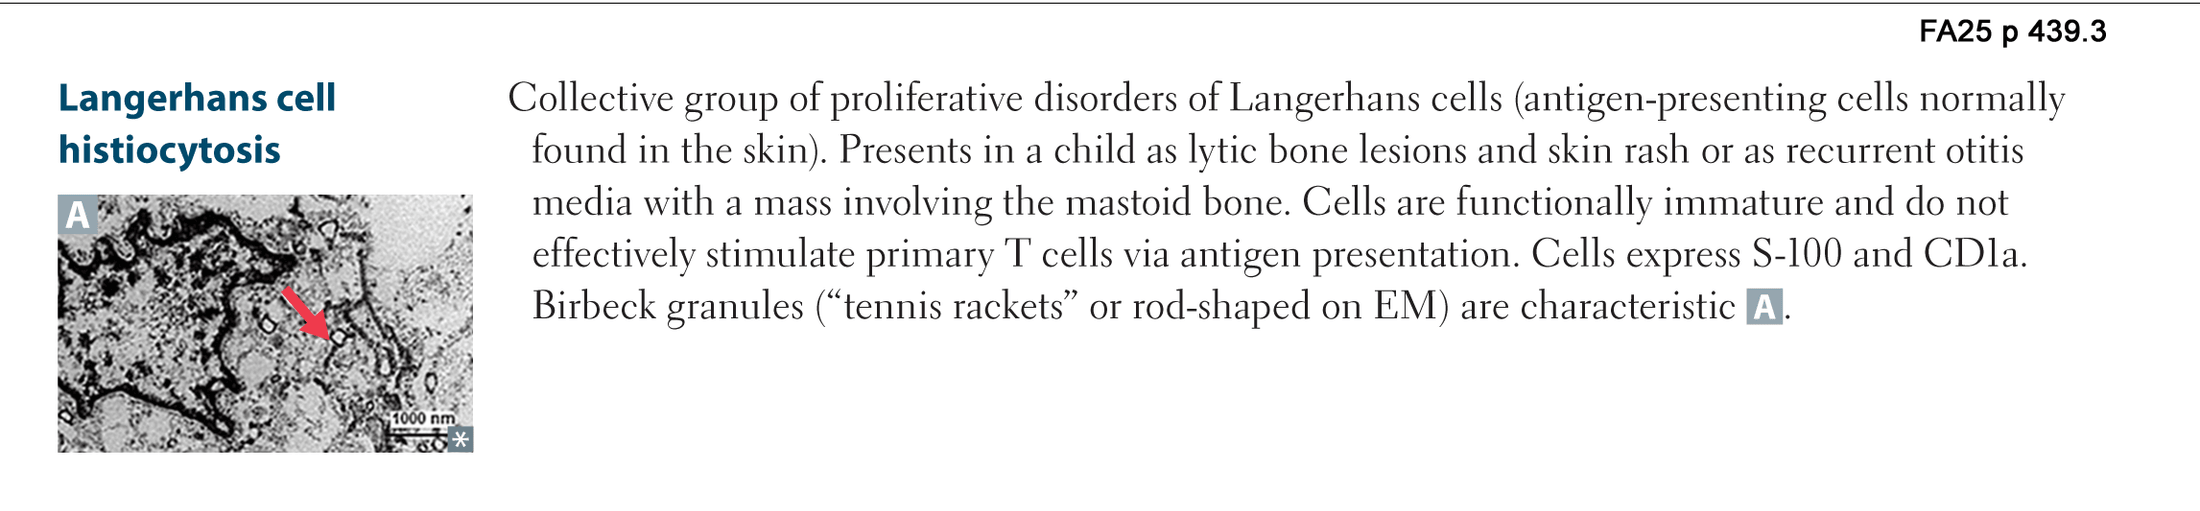 FA25 p 439.3
Langerhans cell
histiocytosis
A
1000 nm
*
Collective group of proliferative disorders of Langerhans cells (antigen-presenting cells normally
found in the skin). Presents in a child as lytic bone lesions and skin rash or as recurrent otitis
media with a mass involving the mastoid bone. Cells are functionally immature and do not
effectively stimulate primary T cells via antigen presentation. Cells express S-100 and CD1a.
Birbeck granules (“tennis rackets” or rod-shaped on EM) are characteristic A.